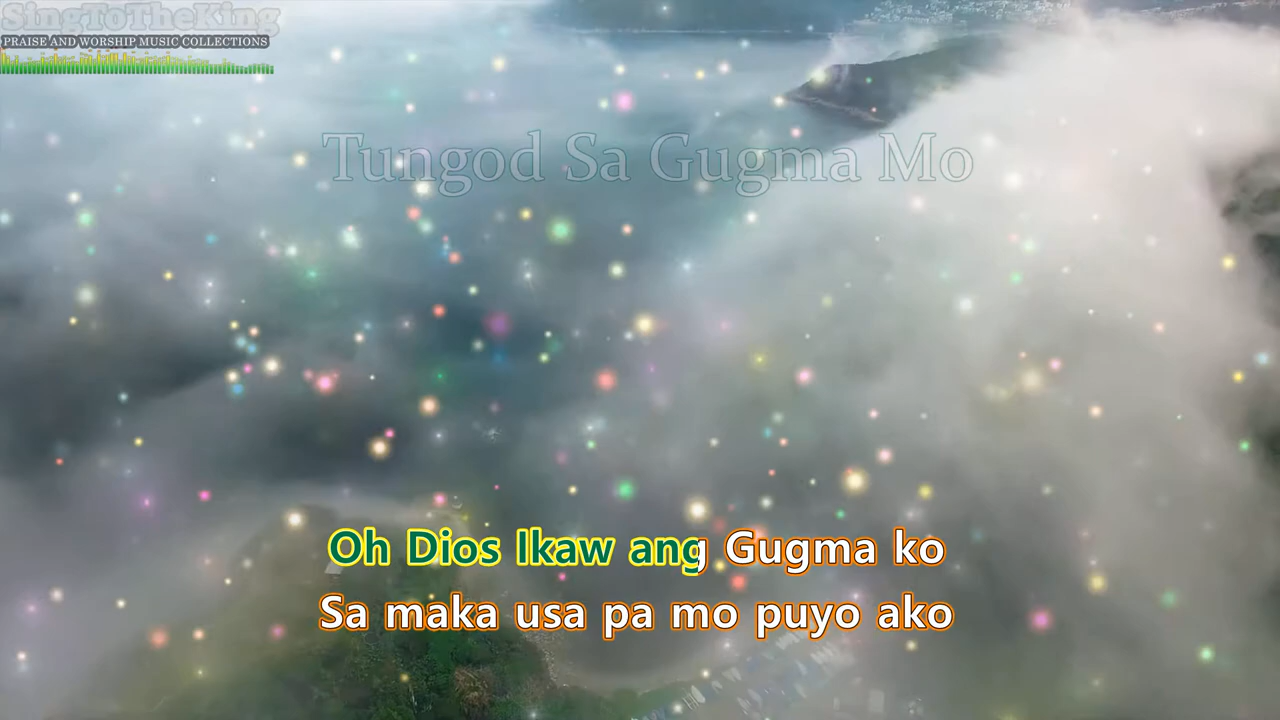 SingToTheKing
PRAISE AND WORSHIP MUSIC COLLECTIONS
Tungod Sa Gugma Mo
Oh Dios Ikaw ang Gugma ko
Sa maka usa pa mo puyo ako